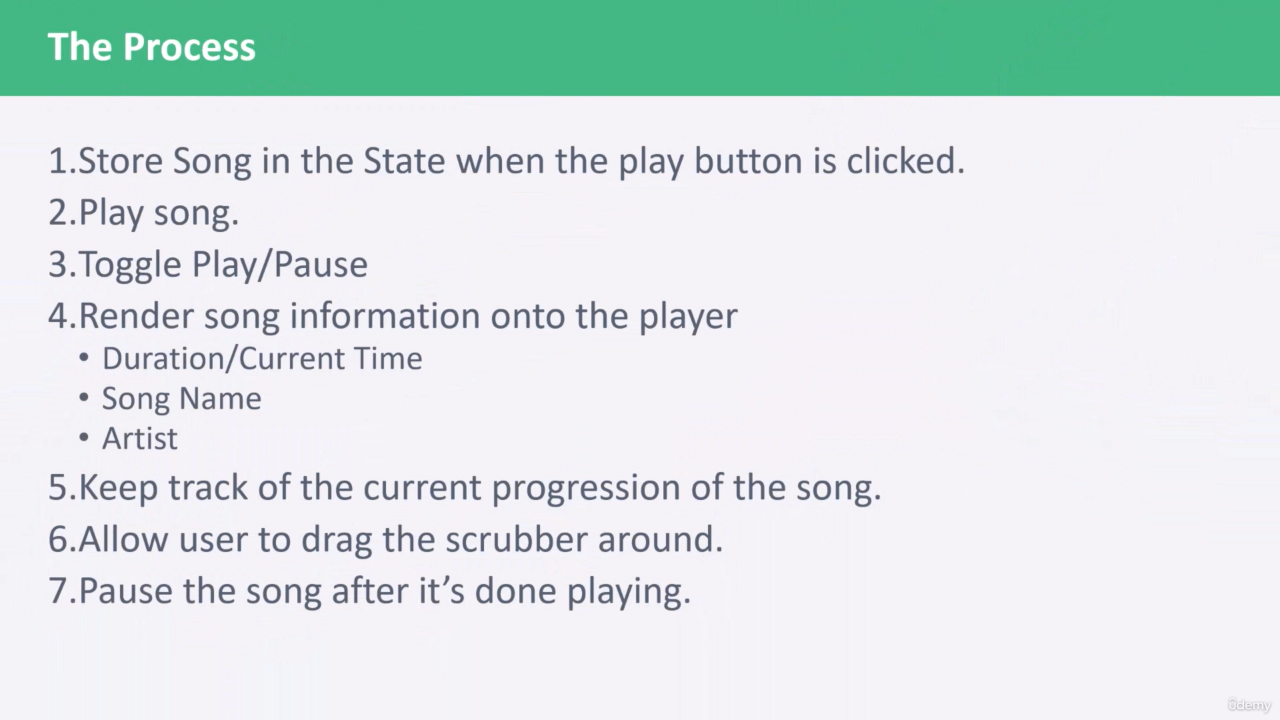 The Process
1.Store Song in the State when the play button is clicked.
2.Play song.
3.Toggle Play/Pause
4.Render song information onto the player
• Duration/Current Time
• Song Name
• Artist
5.Keep track of the current progression of the song.
6.Allow user to drag the scrubber around.
7.Pause the song after it’s done playing.
ûdemy